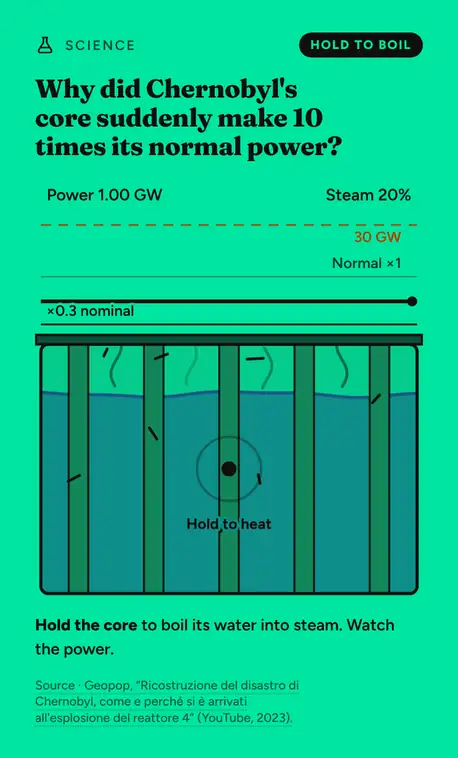 SCIENCE
HOLD TO BOIL
Why did Chernobyl's
core suddenly make 10
times its normal power?
Power 1.00 GW
Steam 20%
30 GW
Normal ×1
×0.3 nominal
Hold to heat
Hold the core to boil its water into steam. Watch
the power.
Source · Geopop, “Ricostruzione del disastro di
Chernobyl, come e perché si è arrivati
all'esplosione del reattore 4” (YouTube, 2023).